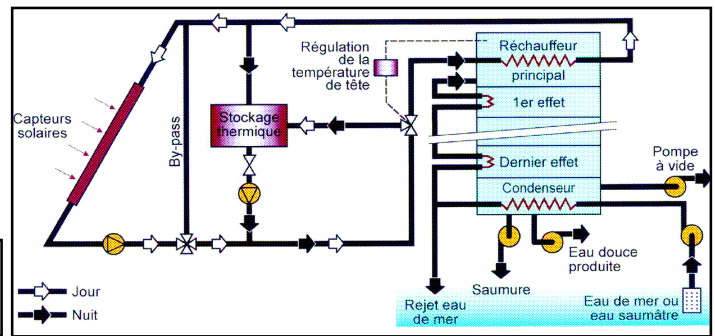 Régulation
de la
température
de tête
Réchauffeur
principal
1er effet
Capteurs
solaires
By-pass
Stockage
thermique
Dernier effet
Condenseur
Pompe
à vide
Eau douce
produite
Saumure
Jour
Nuit
Rejet eau
de mer
Eau de mer ou
eau saumâtre